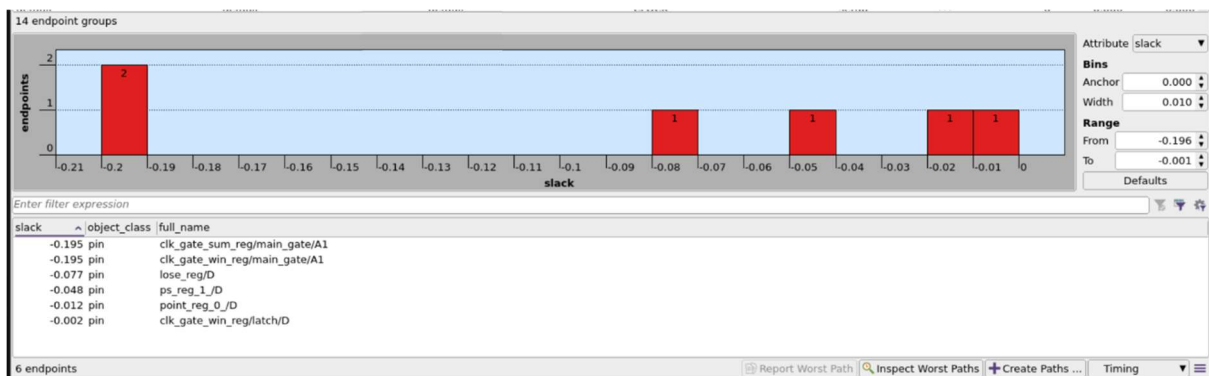 14 endpoint groups
2
1
0
endpoints
2
1
1
1
1
-0.21 -0.2 -0.19 -0.18 -0.17 -0.16 -0.15 -0.14 -0.13 -0.12 -0.11 -0.1 -0.09 -0.08 -0.07 -0.06 -0.05 -0.04 -0.03 -0.02 -0.01 0
slack
Attribute slack
Bins
Anchor 0.000
Width 0.010
Range
From -0.196
To -0.001
Defaults
Enter filter expression
slack object_class full_name
-0.195 pin clk_gate_sum_reg/main_gate/A1
-0.195 pin clk_gate_win_reg/main_gate/A1
-0.077 pin lose_reg/D
-0.048 pin ps_reg_1_/D
-0.012 pin point_reg_0_/D
-0.002 pin clk_gate_win_reg/latch/D
6 endpoints Report Worst Path Inspect Worst Paths Create Paths ... Timing